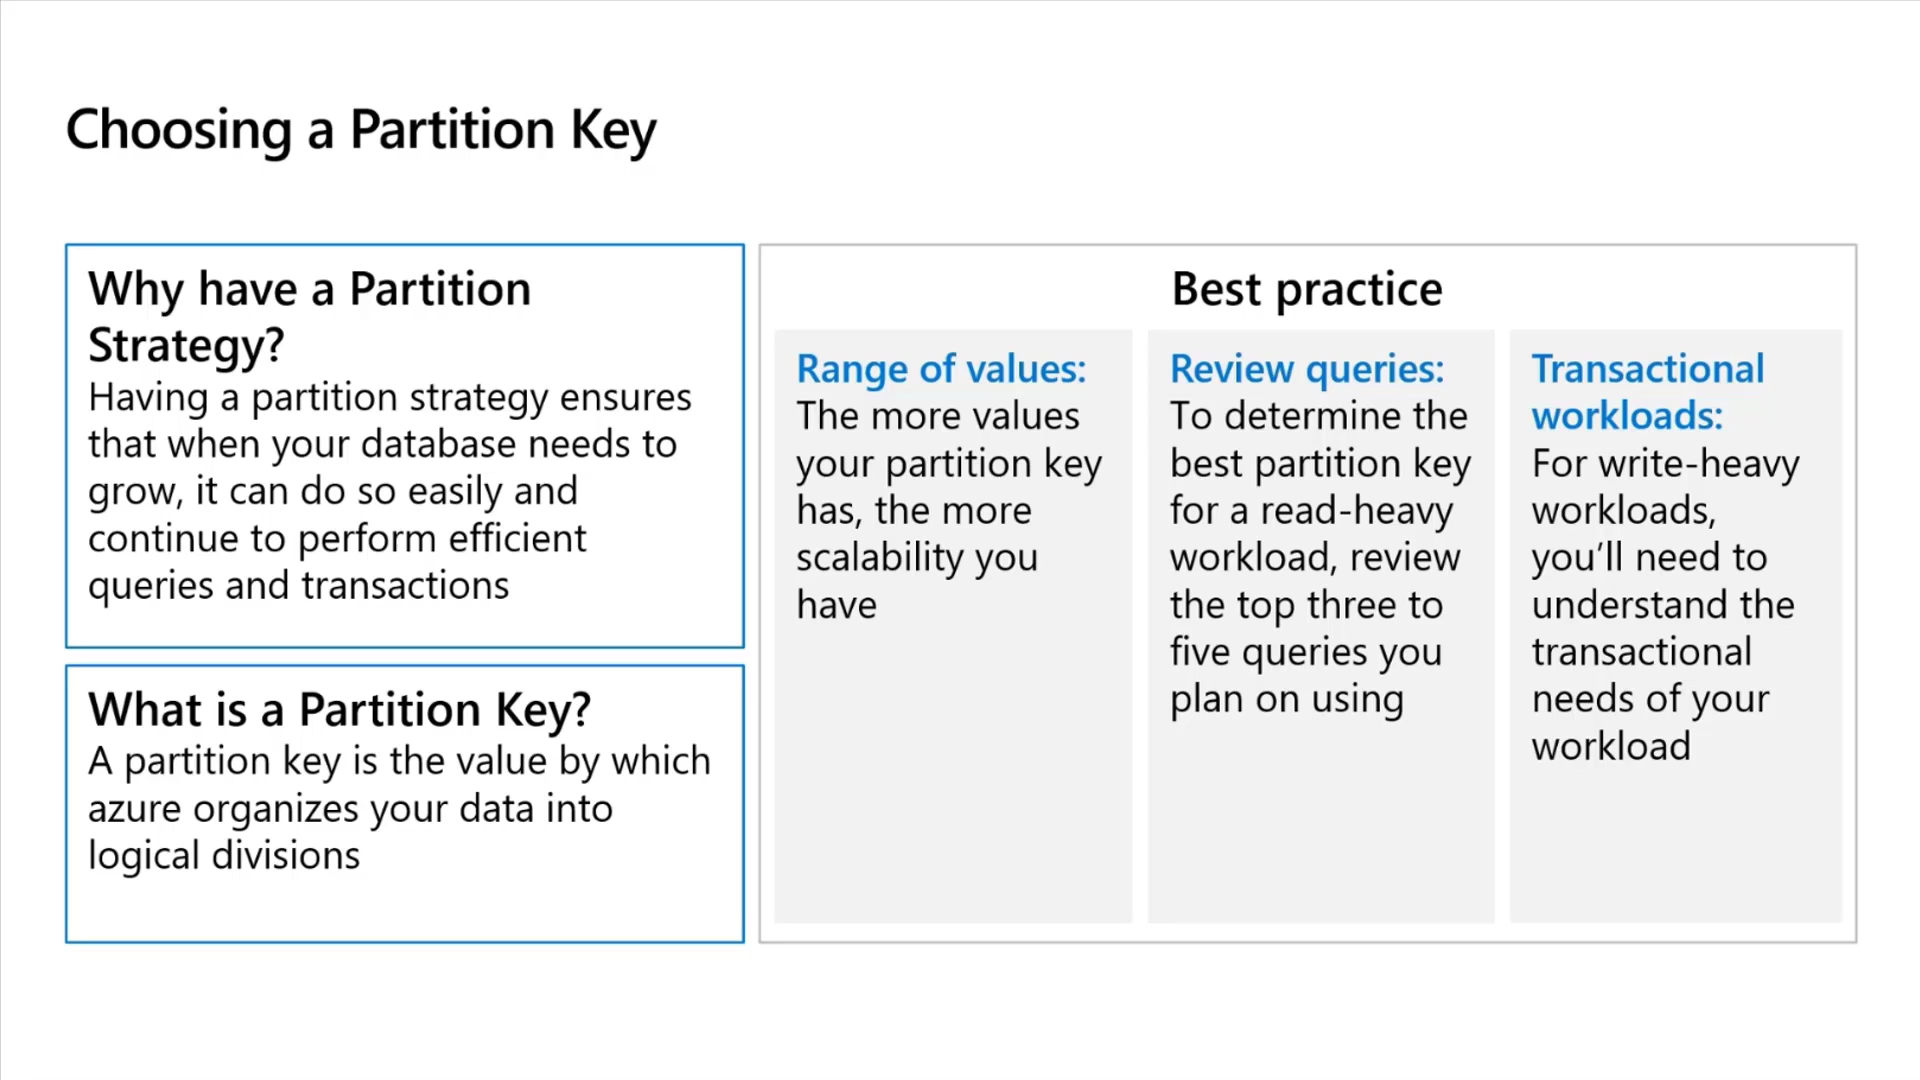 Choosing a Partition Key
Why have a Partition
Strategy?
Having a partition strategy ensures
that when your database needs to
grow, it can do so easily and
continue to perform efficient
queries and transactions
What is a Partition Key?
A partition key is the value by which
azure organizes your data into
logical divisions
Best practice
Range of values:
The more values
your partition key
has, the more
scalability you
have
Review queries:
To determine the
best partition key
for a read-heavy
workload, review
the top three to
five queries you
plan on using
Transactional
workloads:
For write-heavy
workloads,
you’ll need to
understand the
transactional
needs of your
workload